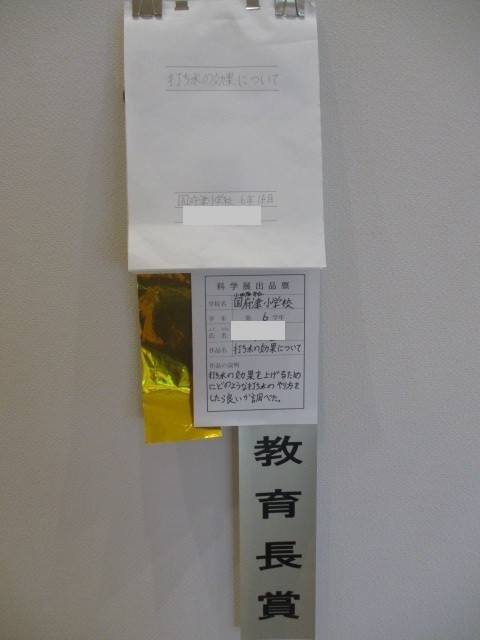 打ち水の効果について
国府津小学校 6年1組
科学展出品票
学校名 国府津小学校
学年 第 6 学年
氏名
作品名 打ち水の効果について
作品の説明
打ち水の効果を上げるため
にどのような打ち水のやり方を
したら良いか調べた。
教育長賞